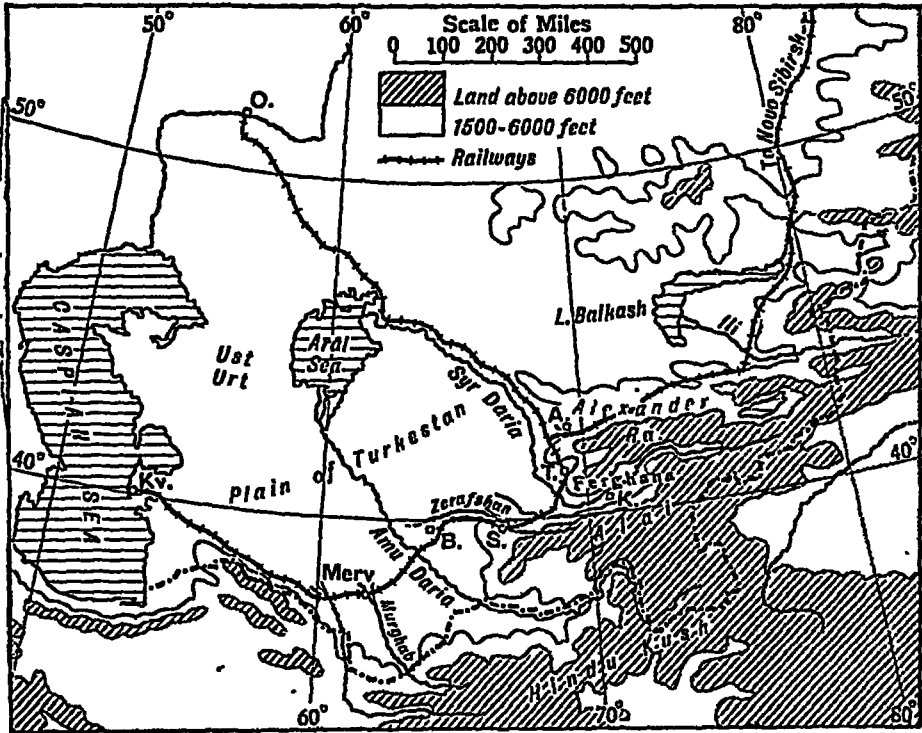 50° 60° 80°
Scale of Miles
0 100 200 300 400 500
Land above 6000 feet
1500-6000 feet
Railways
To Novo Sibirsk
50°
O.
50°
CASPIAN SEA
Ust
Urt
Aral
Sea
L. Balkash
Ili
Syr Daria
A.
Alexander
Ra.
Plain of Turkestan
40°
Kv.
T.
Ferghana
K.
40°
Zerafshan
B.
S.
Alai
Amu Daria
Merv
Murghab
Hindu Kush
60°
70°
80°